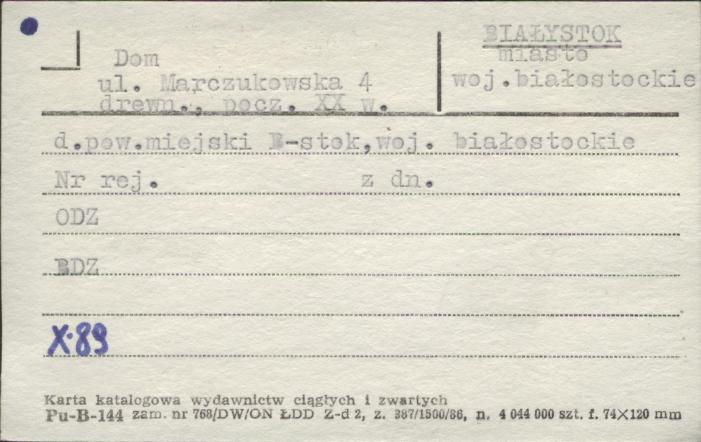 BIAŁYSTOK
miasto
woj.białostockie
Dom
ul. Marczukowska 4
drewn., pocz. XX w.
d.pow.miejski B-stok,woj. białostockie
Nr rej. z dn.
ODZ
BDZ
X.89
Karta katalogowa wydawnictw ciągłych i zwartych
Pu-B-144 zam. nr 768/DW/ON ŁDD Z-d 2, z. 387/1500/86, n. 4 044 000 szt. f. 74×120 mm